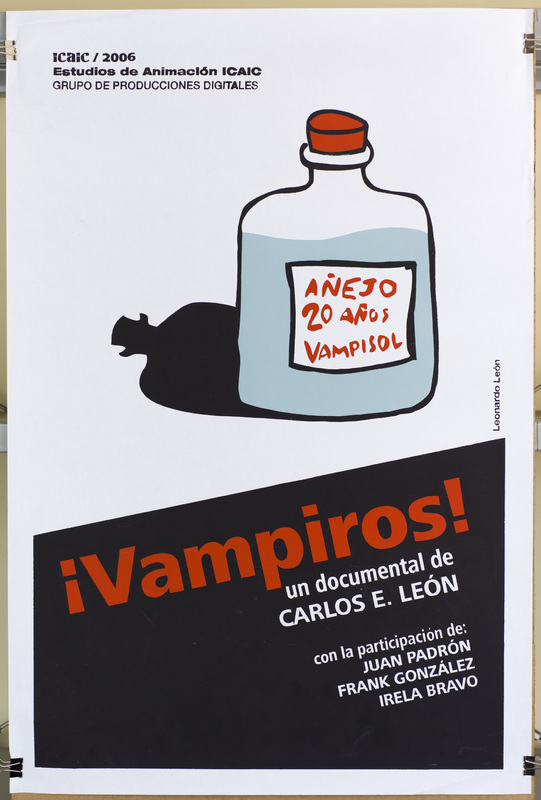 icaic / 2006
Estudios de Animación ICAIC
GRUPO DE PRODUCCIONES DIGITALES
AÑEJO
20 AÑOS
VAMPISOL
Leonardo León
¡Vampiros!
un documental de
CARLOS E. LEÓN
con la participación de:
JUAN PADRÓN
FRANK GONZÁLEZ
IRELA BRAVO